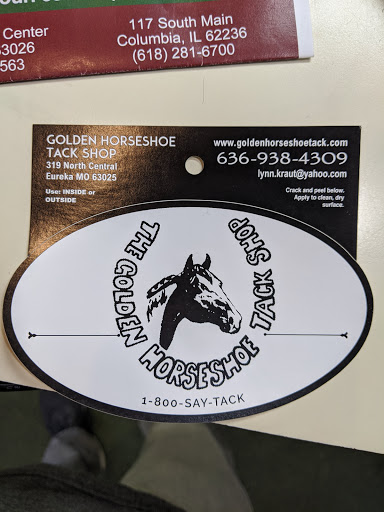 Center
63026
563
117 South Main
Columbia, IL 62236
(618) 281-6700
GOLDEN HORSESHOE
TACK SHOP
319 North Central
Eureka MO 63025
Use: INSIDE or
OUTSIDE
www.goldenhorseshoetack.com
636-938-4309
lynn.kraut@yahoo.com
Crack and peel below.
Apply to clean, dry
surface.
THE GOLDEN HORSESHOE TACK SHOP
1-800-SAY-TACK